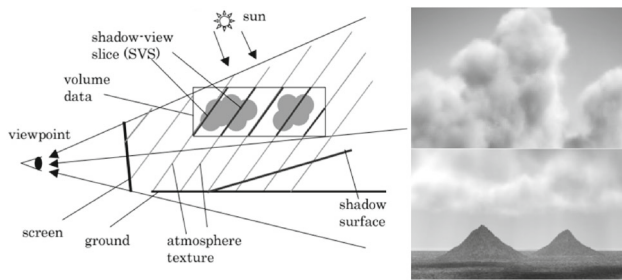 sun
shadow-view
slice (SVS)
volume
data
viewpoint
shadow
surface
screen
ground
atmosphere
texture